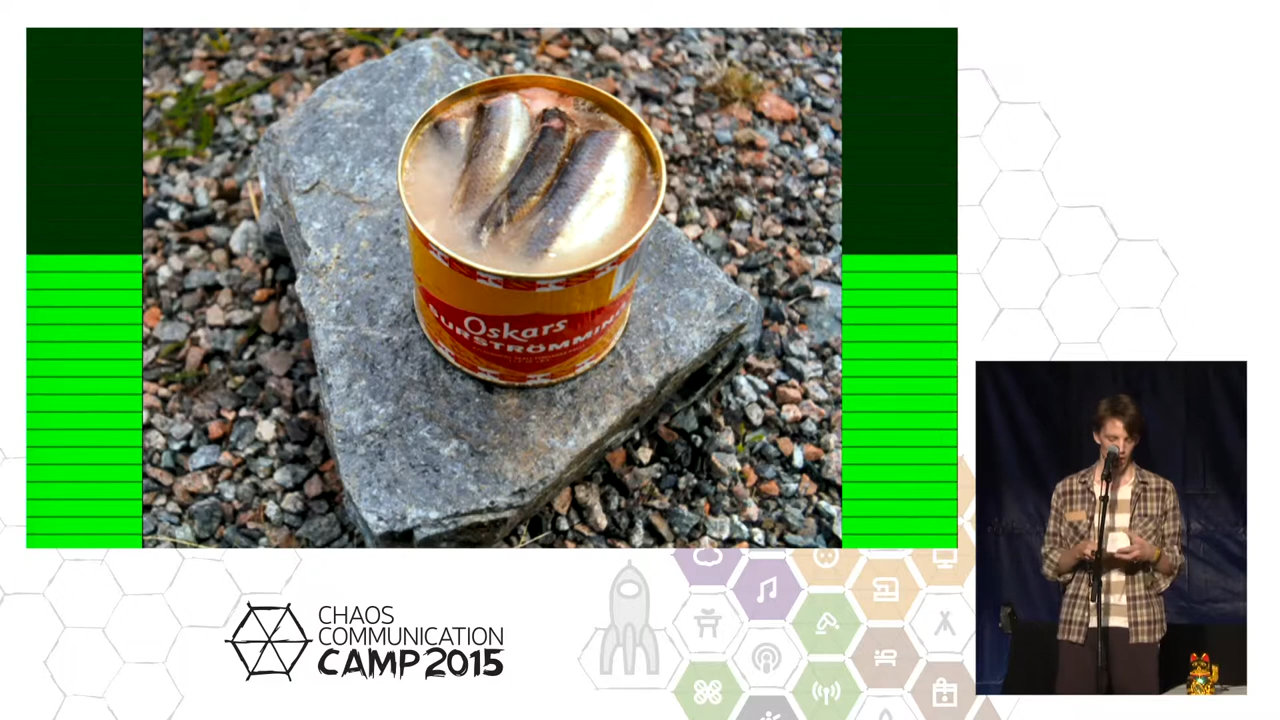 Oskars
SURSTRÖMMING
CHAOS
COMMUNICATION
CAMP 2015